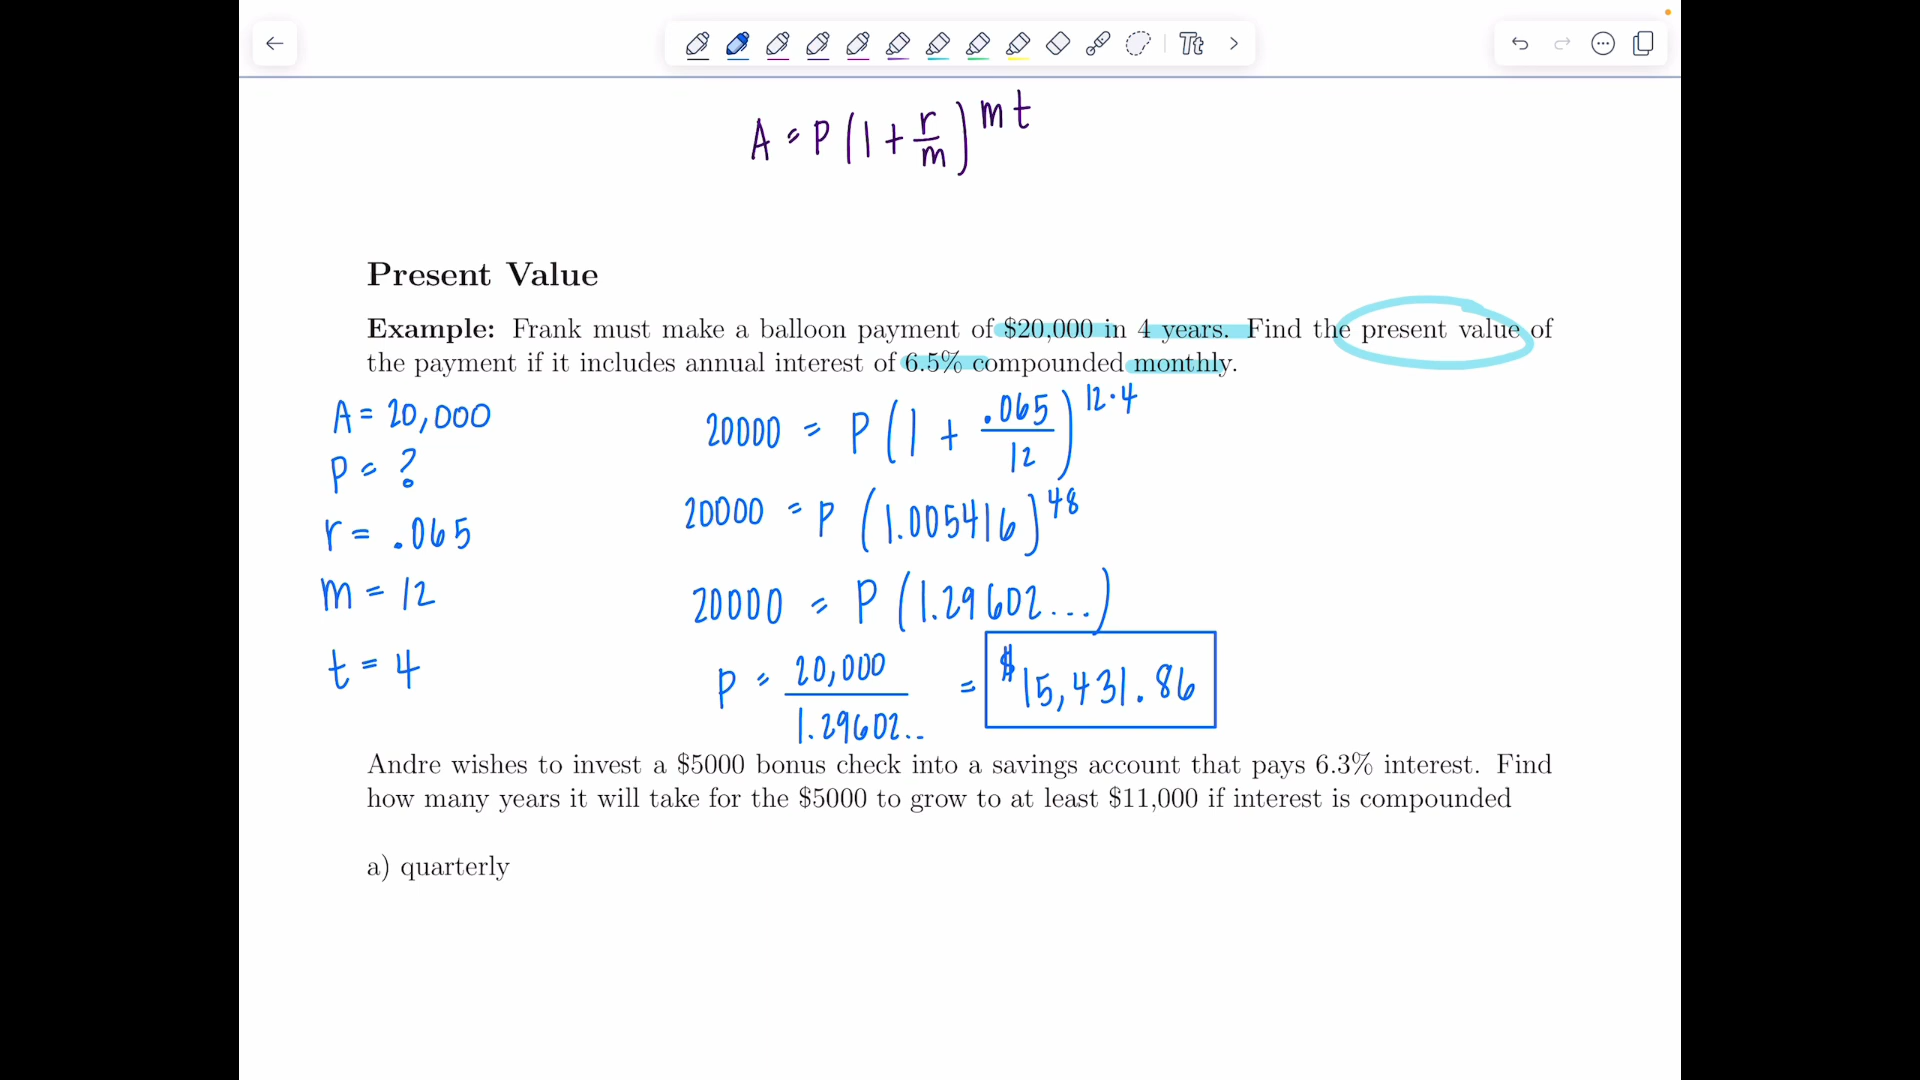 Tt
A = P(1 + r/m)^mt
Present Value
Example: Frank must make a balloon payment of $20,000 in 4 years. Find the present value of
the payment if it includes annual interest of 6.5% compounded monthly.
A = 20,000
P = ?
r = .065
m = 12
t = 4
20000 = P(1 + .065/12)^12·4
20000 = P(1.005416)^48
20000 = P(1.29602...)
P = 20,000/1.29602.. = $15,431.86
Andre wishes to invest a $5000 bonus check into a savings account that pays 6.3% interest. Find
how many years it will take for the $5000 to grow to at least $11,000 if interest is compounded
a) quarterly